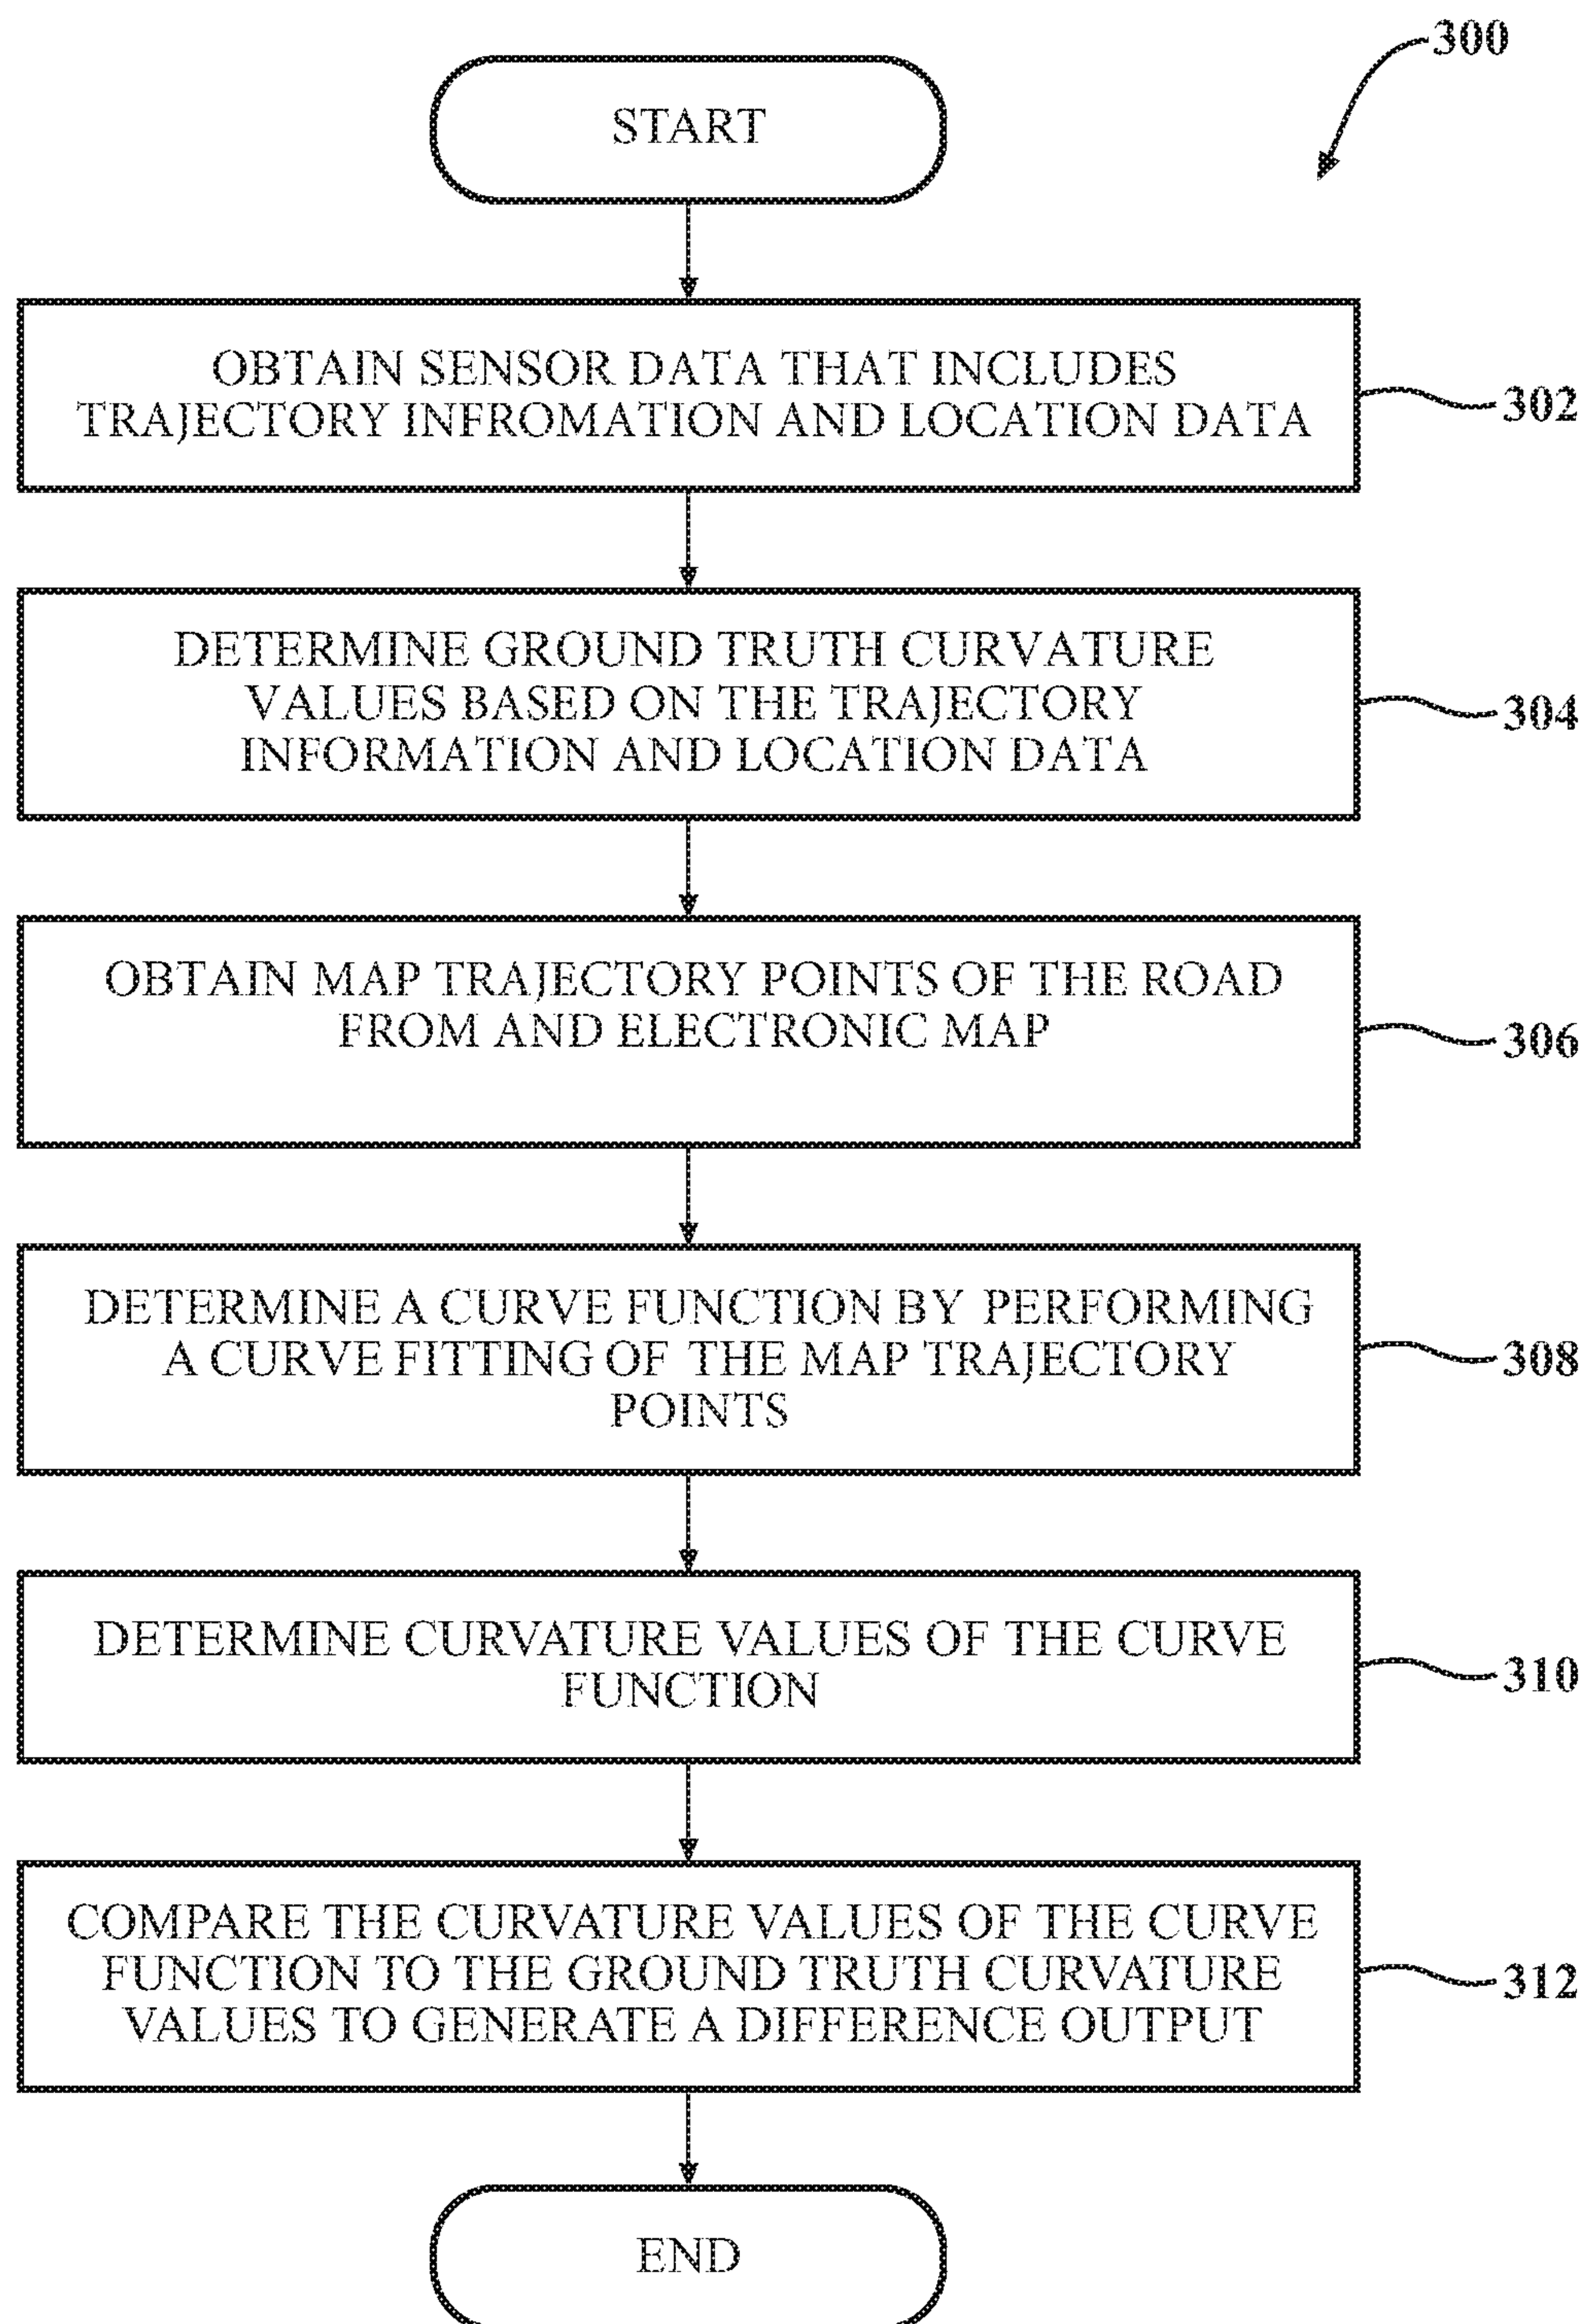 300
START
OBTAIN SENSOR DATA THAT INCLUDES
TRAJECTORY INFROMATION AND LOCATION DATA
302
DETERMINE GROUND TRUTH CURVATURE
VALUES BASED ON THE TRAJECTORY
INFORMATION AND LOCATION DATA
304
OBTAIN MAP TRAJECTORY POINTS OF THE ROAD
FROM AND ELECTRONIC MAP
306
DETERMINE A CURVE FUNCTION BY PERFORMING
A CURVE FITTING OF THE MAP TRAJECTORY
POINTS
308
DETERMINE CURVATURE VALUES OF THE CURVE
FUNCTION
310
COMPARE THE CURVATURE VALUES OF THE CURVE
FUNCTION TO THE GROUND TRUTH CURVATURE
VALUES TO GENERATE A DIFFERENCE OUTPUT
312
END